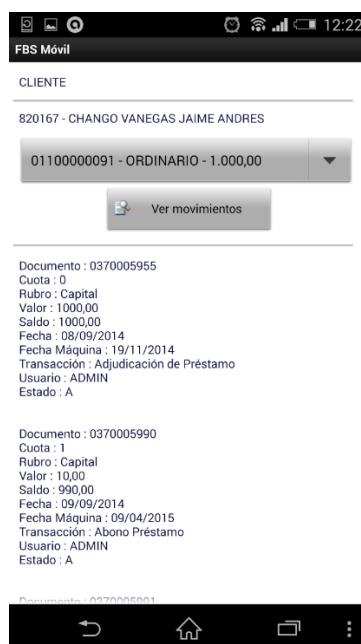 12:22
FBS Móvil
CLIENTE
820167 - CHANGO VANEGAS JAIME ANDRES
01100000091 - ORDINARIO - 1.000,00
Ver movimientos
Documento : 0370005955
Cuota : 0
Rubro : Capital
Valor : 1000,00
Saldo : 1000,00
Fecha : 08/09/2014
Fecha Máquina : 19/11/2014
Transacción : Adjudicación de Préstamo
Usuario : ADMIN
Estado : A
Documento : 0370005990
Cuota : 1
Rubro : Capital
Valor : 10,00
Saldo : 990,00
Fecha : 09/09/2014
Fecha Máquina : 09/04/2015
Transacción : Abono Préstamo
Usuario : ADMIN
Estado : A
Documento : 0370005991